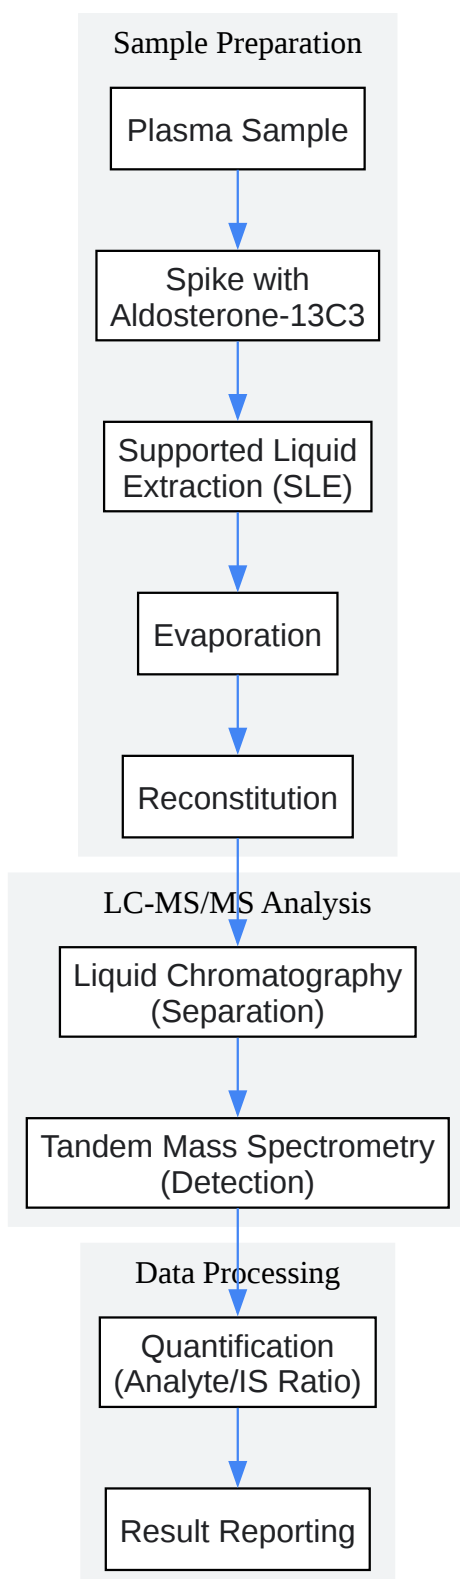 Sample Preparation
Plasma Sample
Spike with
Aldosterone-13C3
Supported Liquid
Extraction (SLE)
Evaporation
Reconstitution
LC-MS/MS Analysis
Liquid Chromatography
(Separation)
Tandem Mass Spectrometry
(Detection)
Data Processing
Quantification
(Analyte/IS Ratio)
Result Reporting